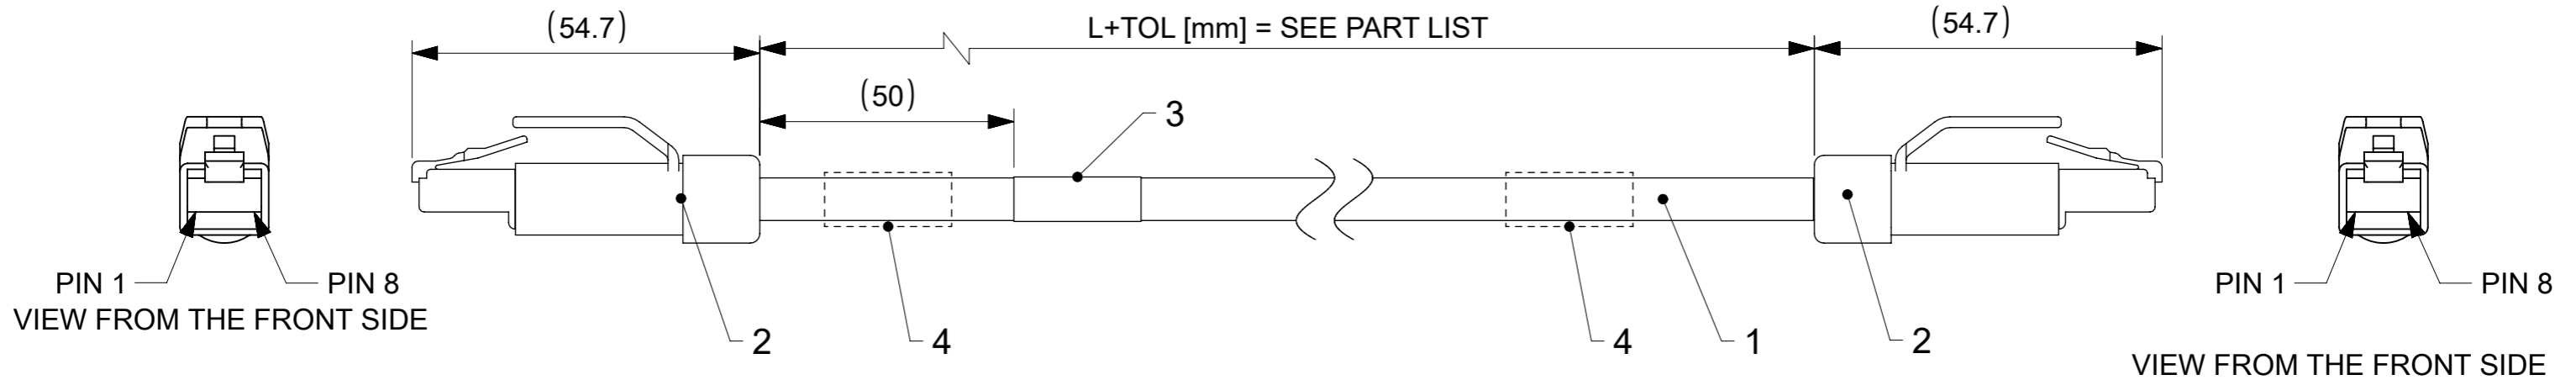 (54.7)
L+TOL [mm] = SEE PART LIST
(54.7)
(50)
3
PIN 1
PIN 8
VIEW FROM THE FRONT SIDE
2
4
4
1
2
PIN 1
PIN 8
VIEW FROM THE FRONT SIDE